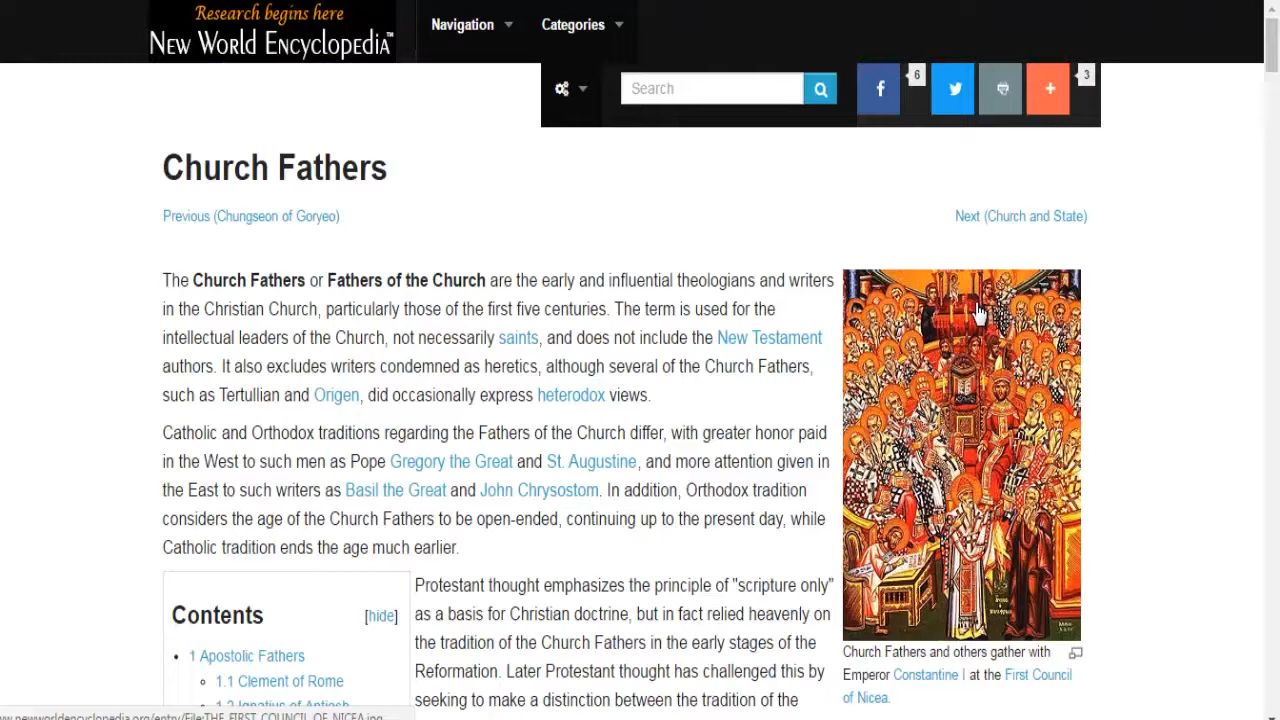 Research begins here
New World Encyclopedia™
Navigation
Categories
Search
6
3
Church Fathers
Previous (Chungseon of Goryeo)
Next (Church and State)
The Church Fathers or Fathers of the Church are the early and influential theologians and writers
in the Christian Church, particularly those of the first five centuries. The term is used for the
intellectual leaders of the Church, not necessarily saints, and does not include the New Testament
authors. It also excludes writers condemned as heretics, although several of the Church Fathers,
such as Tertullian and Origen, did occasionally express heterodox views.
Catholic and Orthodox traditions regarding the Fathers of the Church differ, with greater honor paid
in the West to such men as Pope Gregory the Great and St. Augustine, and more attention given in
the East to such writers as Basil the Great and John Chrysostom. In addition, Orthodox tradition
considers the age of the Church Fathers to be open-ended, continuing up to the present day, while
Catholic tradition ends the age much earlier.
Contents [hide]
• 1 Apostolic Fathers
1.1 Clement of Rome
1.2 Ignatius of Antioch
Protestant thought emphasizes the principle of "scripture only"
as a basis for Christian doctrine, but in fact relied heavenly on
the tradition of the Church Fathers in the early stages of the
Reformation. Later Protestant thought has challenged this by
seeking to make a distinction between the tradition of the
Church Fathers and others gather with
Emperor Constantine I at the First Council
of Nicea.
w.newworldencyclopedia.org/entry/File:THE_FIRST_COUNCIL_OF_NICEA.jpg